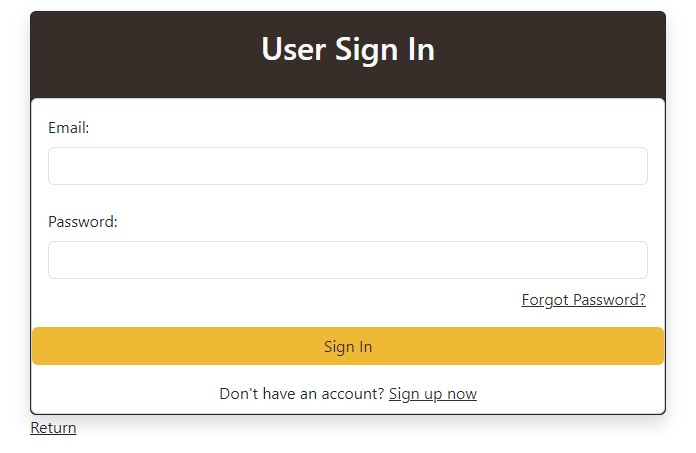 User Sign In
Email:
Password:
Forgot Password?
Sign In
Don't have an account? Sign up now
Return